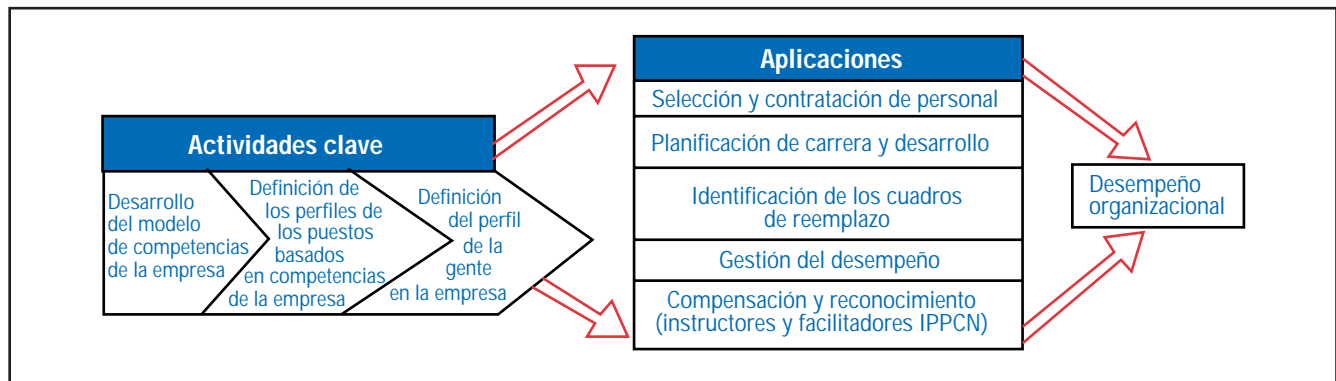 Actividades clave
Desarrollo
del modelo
de competencias
de la empresa
Definición de
los perfiles de
los puestos
basados
en competencias
de la empresa
Definición
del perfil
de la
gente
en la empresa
Aplicaciones
Selección y contratación de personal
Planificación de carrera y desarrollo
Identificación de los cuadros
de reemplazo
Gestión del desempeño
Compensación y reconocimiento
(instructores y facilitadores IPPCN)
Desempeño
organizacional